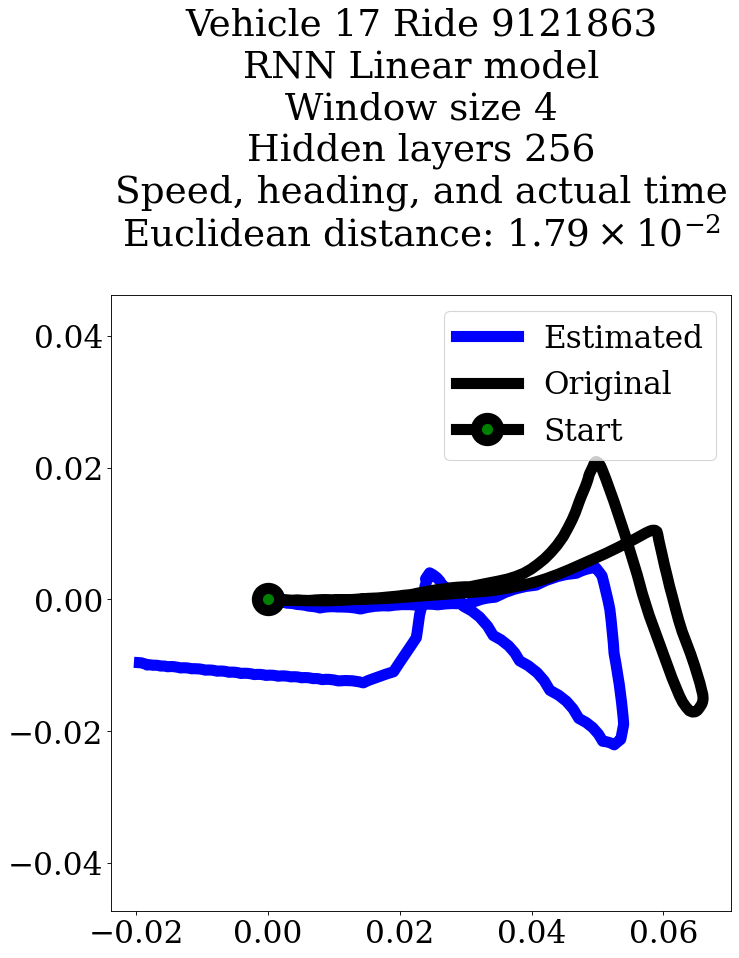 Vehicle 17 Ride 9121863
RNN Linear model
Window size 4
Hidden layers 256
Speed, heading, and actual time
Euclidean distance: 1.79 × 10⁻²
Estimated
Original
Start
0.04
0.02
0.00
−0.02
−0.04
−0.02 0.00 0.02 0.04 0.06